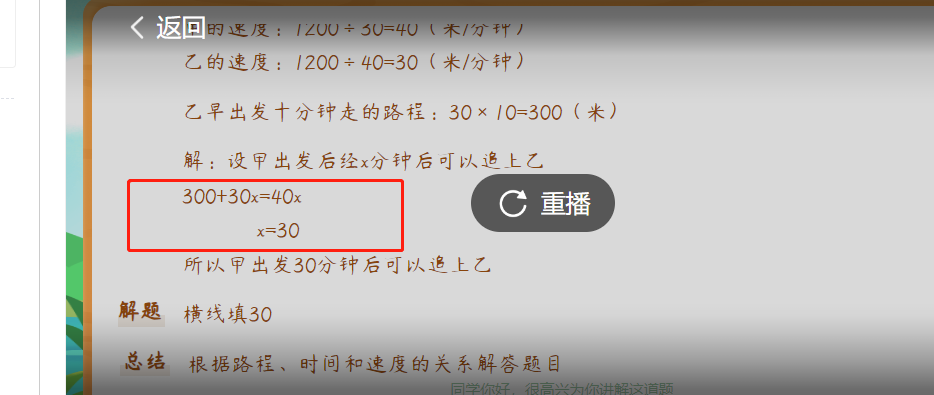 返回
的速度：1200÷30=40（米/分钟）
乙的速度：1200÷40=30（米/分钟）
乙早出发十分钟走的路程：30×10=300（米）
解：设甲出发后经x分钟后可以追上乙
300+30x=40x
x=30
重播
所以甲出发30分钟后可以追上乙
解题 横线填30
总结 根据路程、时间和速度的关系解答题目
同学你好，很高兴为你讲解这道题